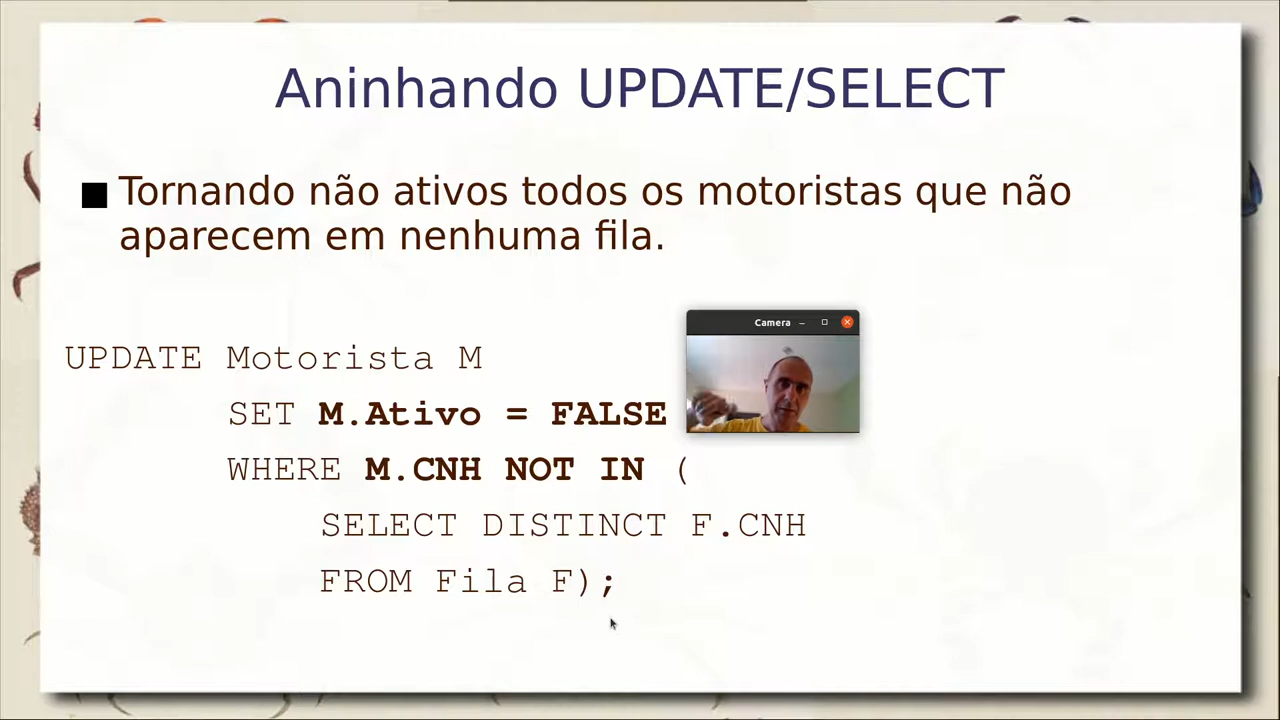 Aninhando UPDATE/SELECT
Tornando não ativos todos os motoristas que não
aparecem em nenhuma fila.
Camera
UPDATE Motorista M
SET M.Ativo = FALSE
WHERE M.CNH NOT IN (
SELECT DISTINCT F.CNH
FROM Fila F);